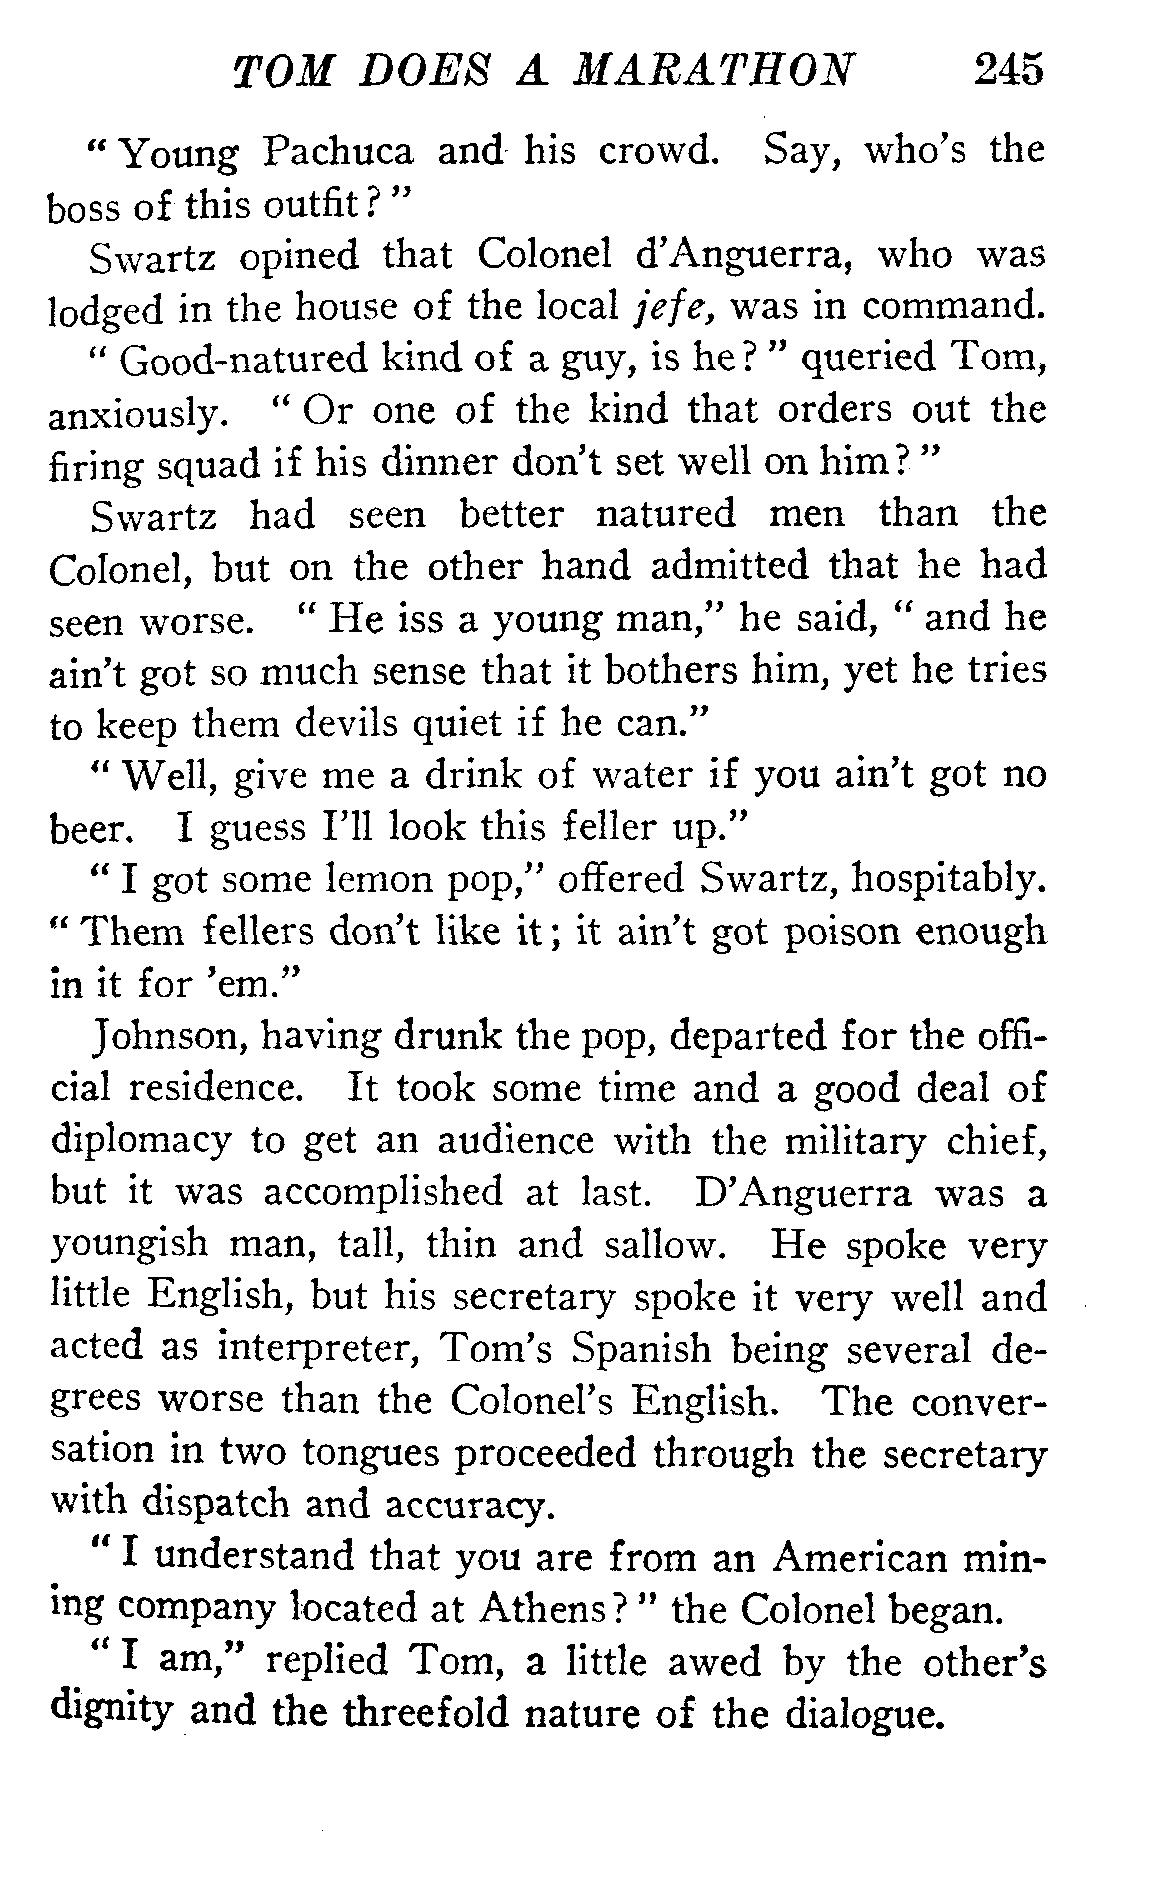 TOM DOES A MARATHON 245
“ Young Pachuca and his crowd. Say, who's the
boss of this outfit? ”
Swartz opined that Colonel d'Anguerra, who was
lodged in the house of the local jefe, was in command.
“ Good-natured kind of a guy, is he? ” queried Tom,
anxiously. “ Or one of the kind that orders out the
firing squad if his dinner don't set well on him? ”
Swartz had seen better natured men than the
Colonel, but on the other hand admitted that he had
seen worse. “ He iss a young man,” he said, “ and he
ain't got so much sense that it bothers him, yet he tries
to keep them devils quiet if he can.”
“ Well, give me a drink of water if you ain't got no
beer. I guess I'll look this feller up.”
“ I got some lemon pop,” offered Swartz, hospitably.
“ Them fellers don't like it; it ain't got poison enough
in it for 'em.”
Johnson, having drunk the pop, departed for the offi-
cial residence. It took some time and a good deal of
diplomacy to get an audience with the military chief,
but it was accomplished at last. D'Anguerra was a
youngish man, tall, thin and sallow. He spoke very
little English, but his secretary spoke it very well and
acted as interpreter, Tom's Spanish being several de-
grees worse than the Colonel's English. The conver-
sation in two tongues proceeded through the secretary
with dispatch and accuracy.
“ I understand that you are from an American min-
ing company located at Athens? ” the Colonel began.
“ I am,” replied Tom, a little awed by the other's
dignity and the threefold nature of the dialogue.